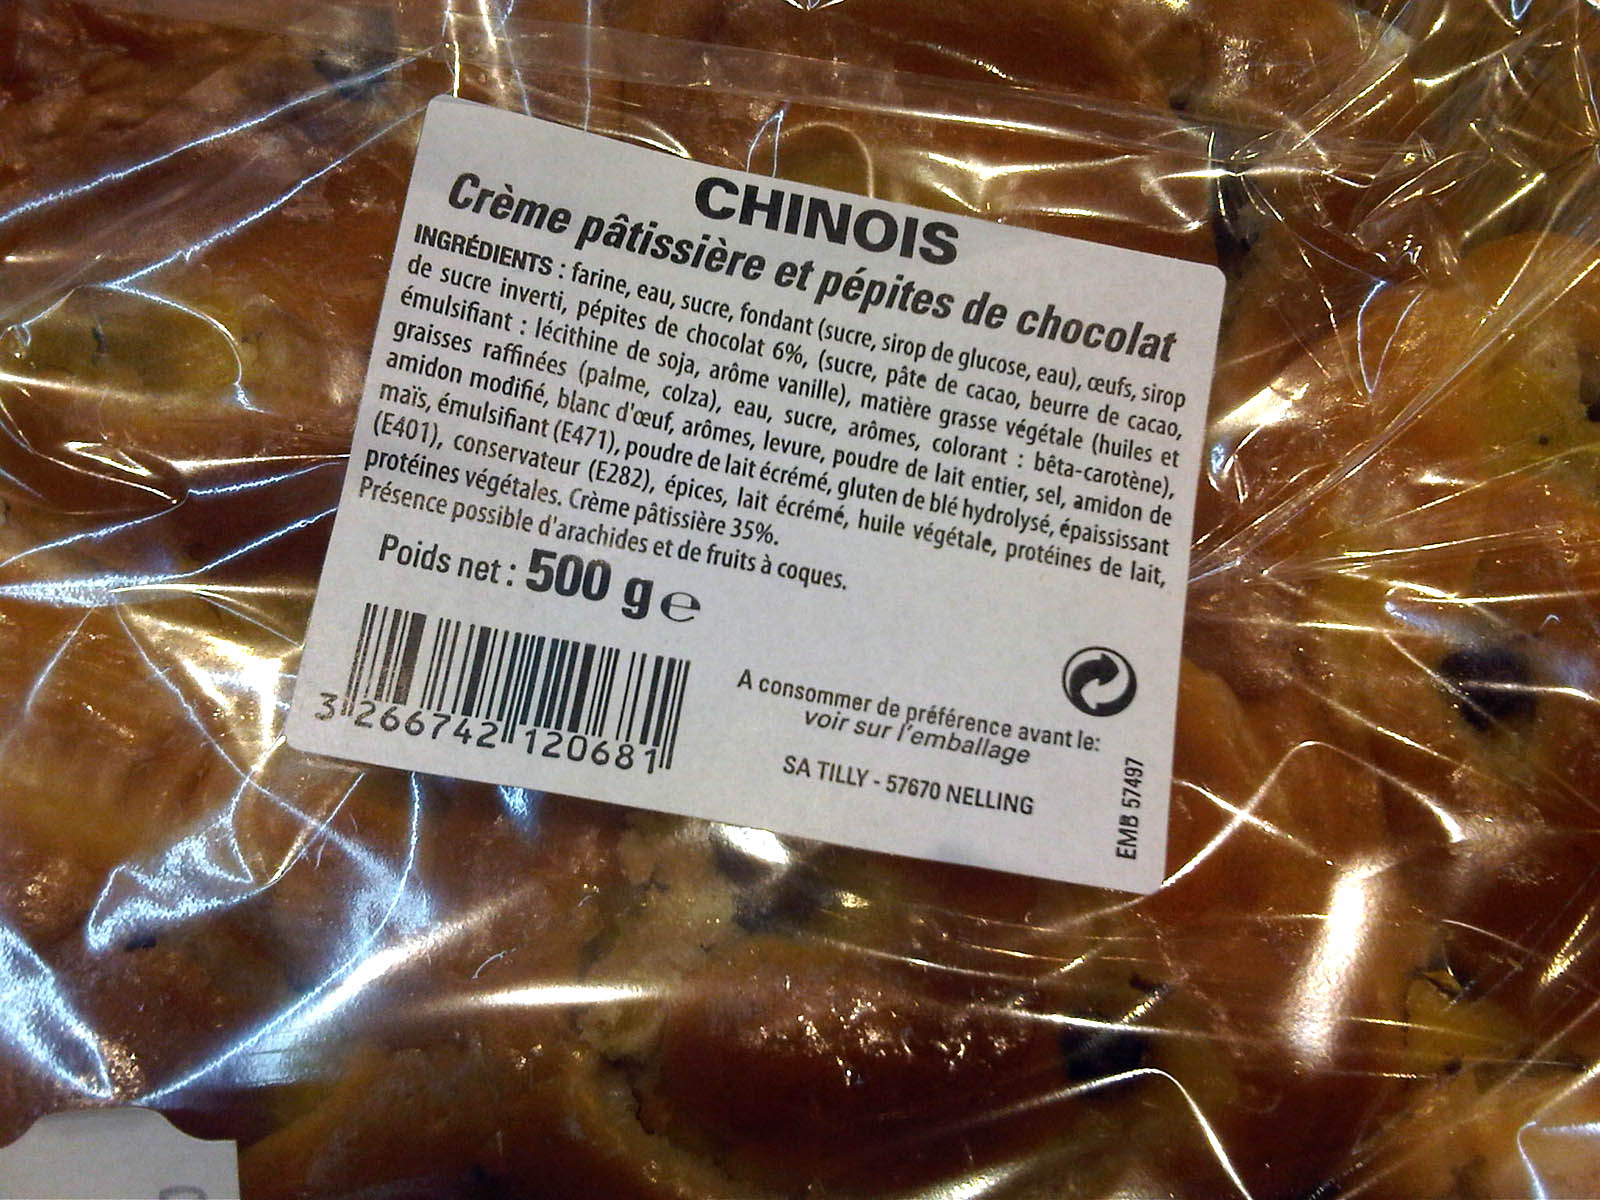 CHINOIS
Crème pâtissière et pépites de chocolat
INGRÉDIENTS : farine, eau, sucre, fondant (sucre, sirop de glucose, eau), œufs, sirop
de sucre inverti, pépites de chocolat 6%, (sucre, pâte de cacao, beurre de cacao,
émulsifiant : lécithine de soja, arôme vanille), matière grasse végétale (huiles et
graisses raffinées (palme, colza), eau, sucre, arômes, colorant : bêta-carotène),
amidon modifié, blanc d'œuf, arômes, levure, poudre de lait entier, sel, amidon de
maïs, émulsifiant (E471), poudre de lait écrémé, gluten de blé hydrolysé, épaississant
(E401), conservateur (E282), épices, lait écrémé, huile végétale, protéines de lait,
protéines végétales. Crème pâtissière 35%.
Présence possible d'arachides et de fruits à coques.
Poids net : 500 g e
3 266742 120681
A consommer de préférence avant le:
voir sur l'emballage
SA TILLY - 57670 NELLING
EMB 57497